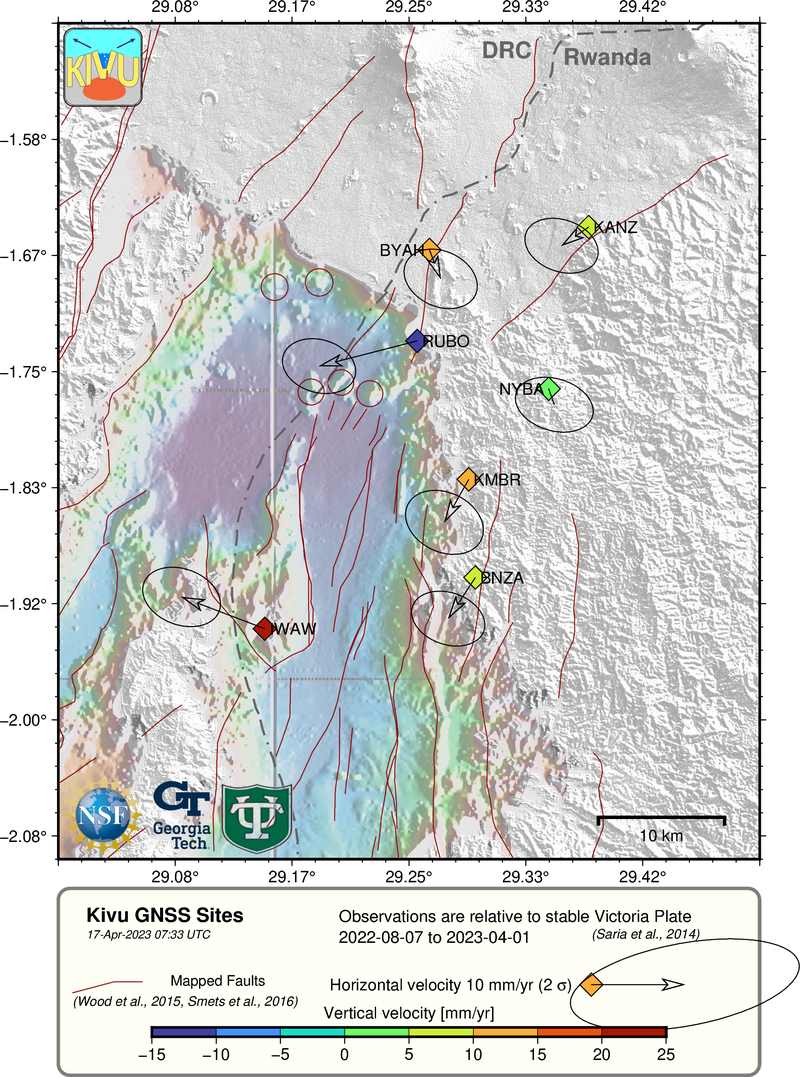 29.08° 29.17° 29.25° 29.33° 29.42°
KIVU
DRC
Rwanda
−1.58°
−1.67°
−1.75°
−1.83°
−1.92°
−2.00°
−2.08°
KANZ
BYAH
RUBO
NYBA
KMBR
BNZA
IWAW
NSF
GT
Georgia
Tech
TU
10 km
29.08° 29.17° 29.25° 29.33° 29.42°
Kivu GNSS Sites
17-Apr-2023 07:33 UTC
Observations are relative to stable Victoria Plate
2022-08-07 to 2023-04-01
(Saria et al., 2014)
Mapped Faults
(Wood et al., 2015, Smets et al., 2016)
Horizontal velocity 10 mm/yr (2 σ)
Vertical velocity [mm/yr]
−15 −10 −5 0 5 10 15 20 25